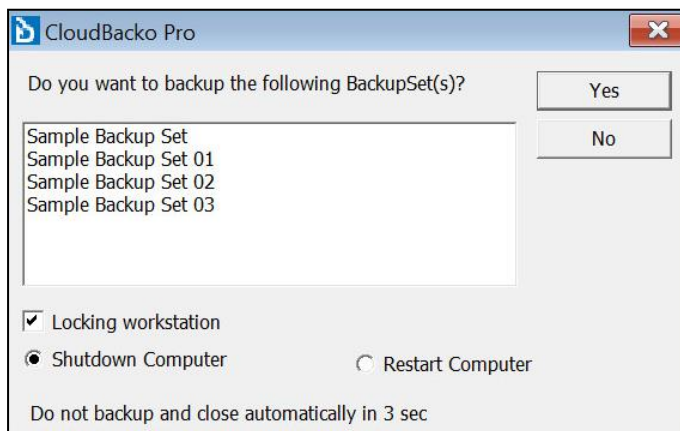 CloudBacko Pro
Do you want to backup the following BackupSet(s)?
Yes
No
Sample Backup Set
Sample Backup Set 01
Sample Backup Set 02
Sample Backup Set 03
Locking workstation
Shutdown Computer
Restart Computer
Do not backup and close automatically in 3 sec